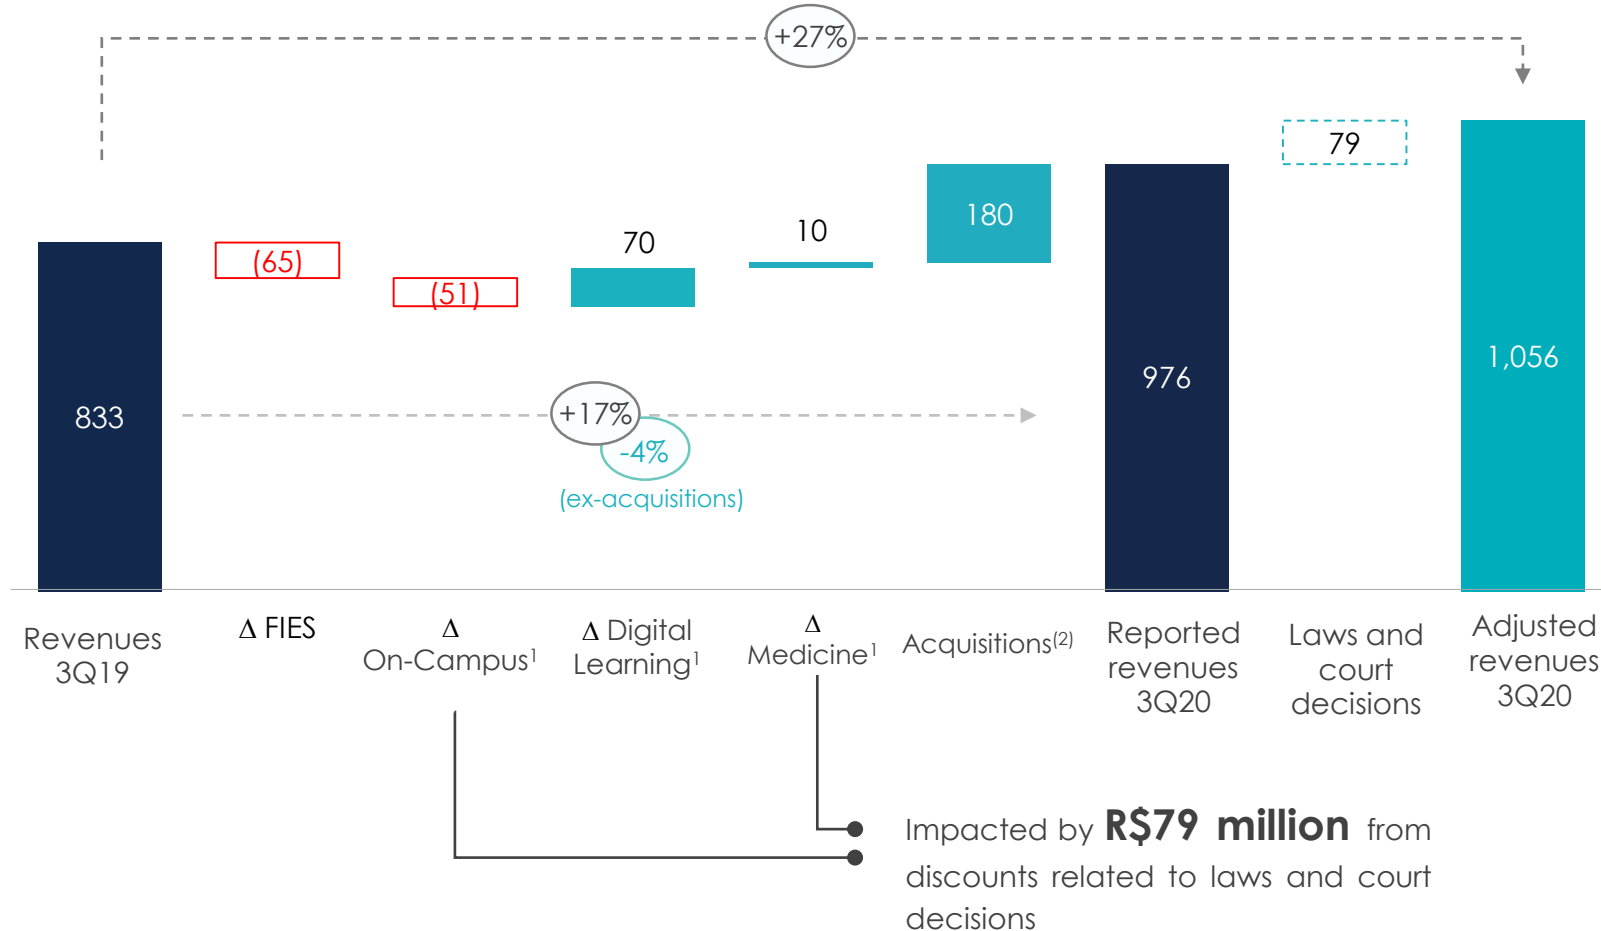 +27%
79
180
10
70
(65)
(51)
1,056
976
833
+17%
-4%
(ex-acquisitions)
Revenues
3Q19
Δ FIES
Δ
On-Campus¹
Δ Digital
Learning¹
Δ
Medicine¹
Acquisitions⁽²⁾
Reported
revenues
3Q20
Laws and
court
decisions
Adjusted
revenues
3Q20
Impacted by R$79 million from
discounts related to laws and court
decisions